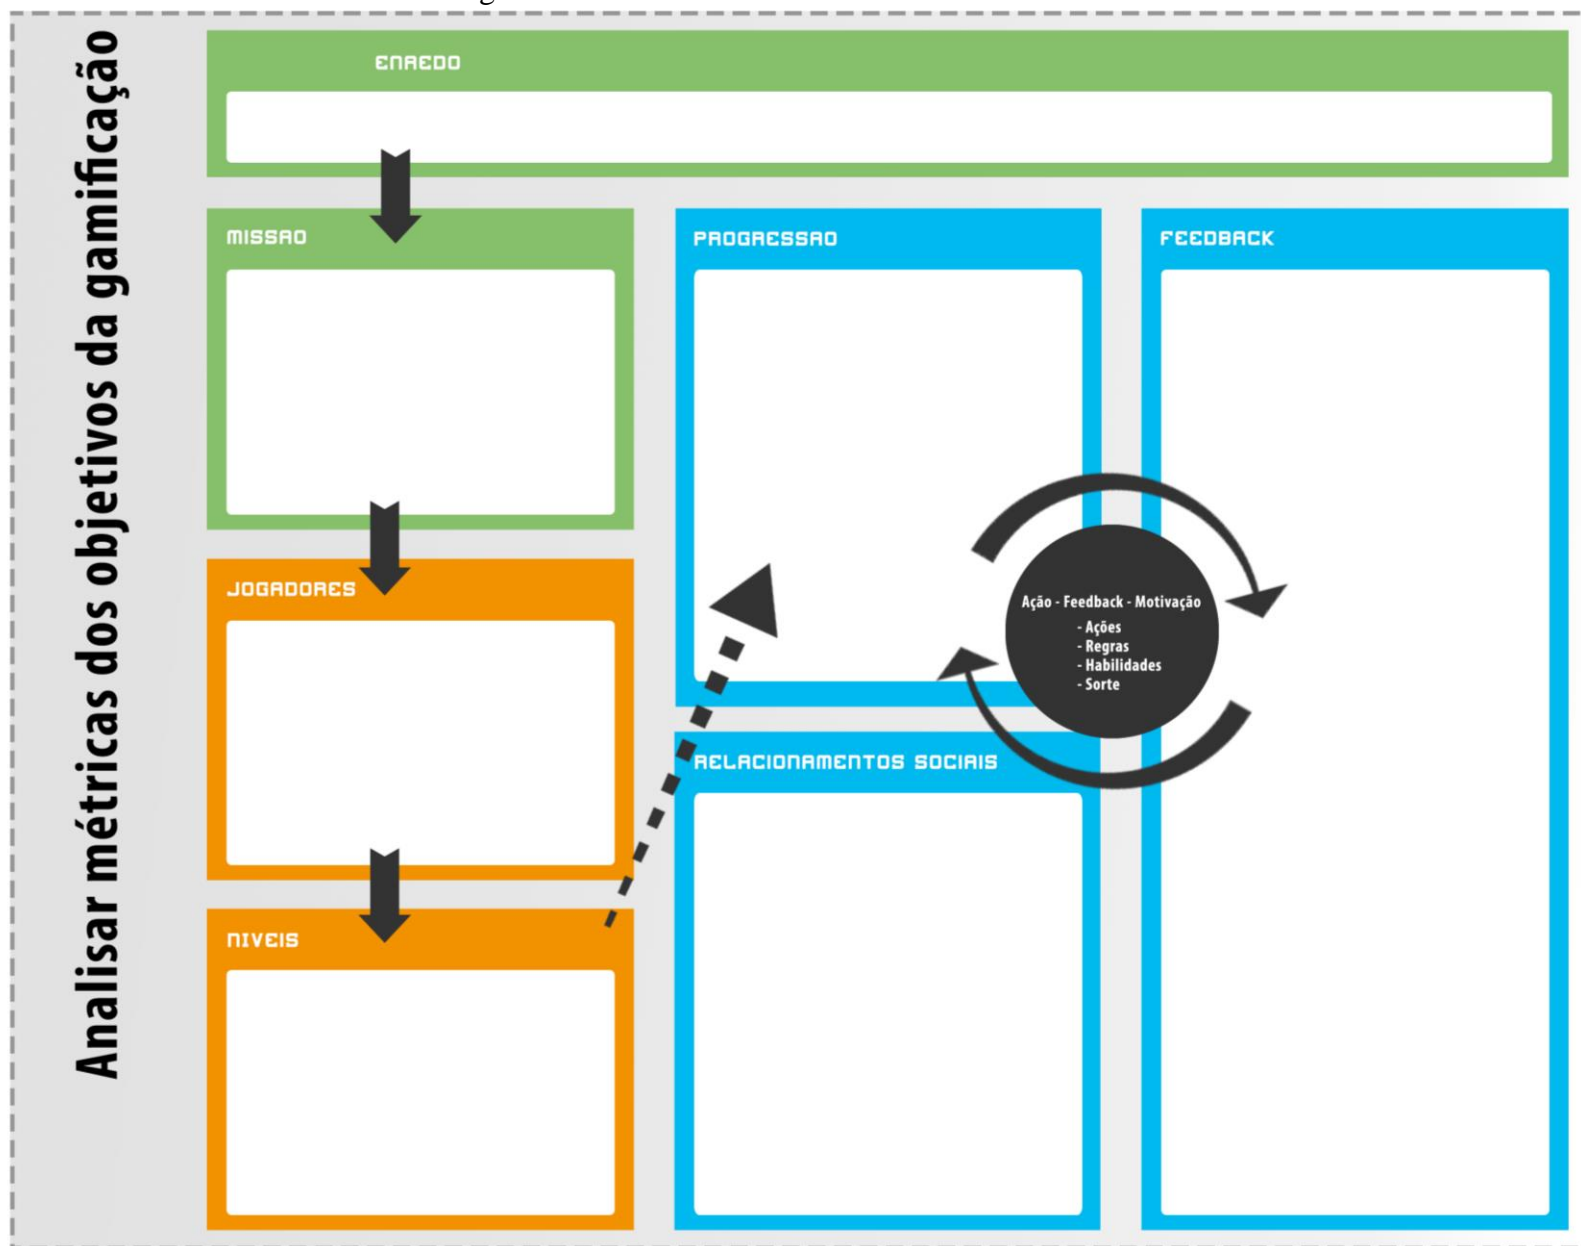 Analisar métricas dos objetivos da gamificação
ENREDO
MISSAO
PROGRESSAO
FEEDBACK
JOGADORES
Ação - Feedback - Motivação
- Ações
- Regras
- Habilidades
- Sorte
RELACIONAMENTOS SOCIAIS
NIVEIS